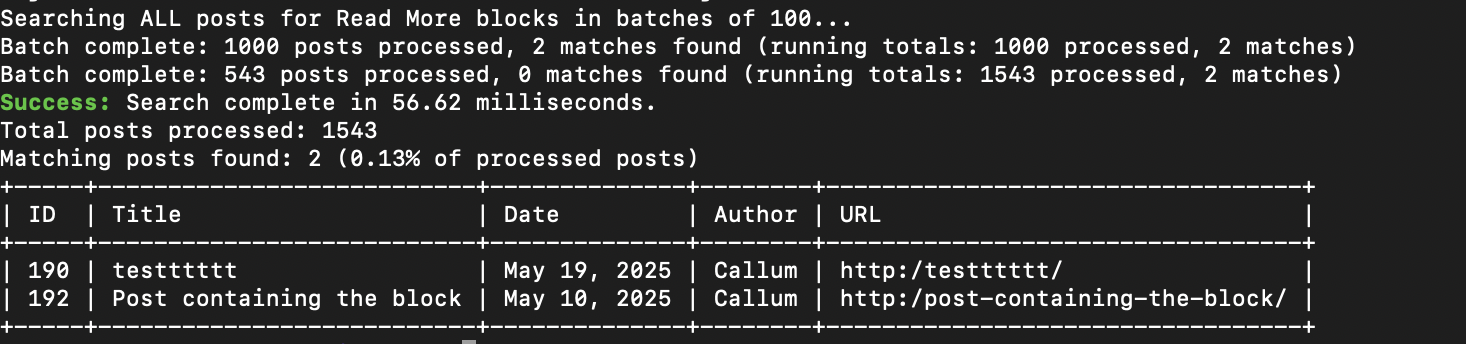 Searching ALL posts for Read More blocks in batches of 100...
Batch complete: 1000 posts processed, 2 matches found (running totals: 1000 processed, 2 matches)
Batch complete: 543 posts processed, 0 matches found (running totals: 1543 processed, 2 matches)
Success: Search complete in 56.62 milliseconds.
Total posts processed: 1543
Matching posts found: 2 (0.13% of processed posts)
+-----+---------------------------+--------------+--------+--------------------------------+
| ID  | Title                     | Date         | Author | URL                            |
+-----+---------------------------+--------------+--------+--------------------------------+
| 190 | testttttt                 | May 19, 2025 | Callum | http:/testttttt/               |
| 192 | Post containing the block | May 10, 2025 | Callum | http:/post-containing-the-block/ |
+-----+---------------------------+--------------+--------+--------------------------------+